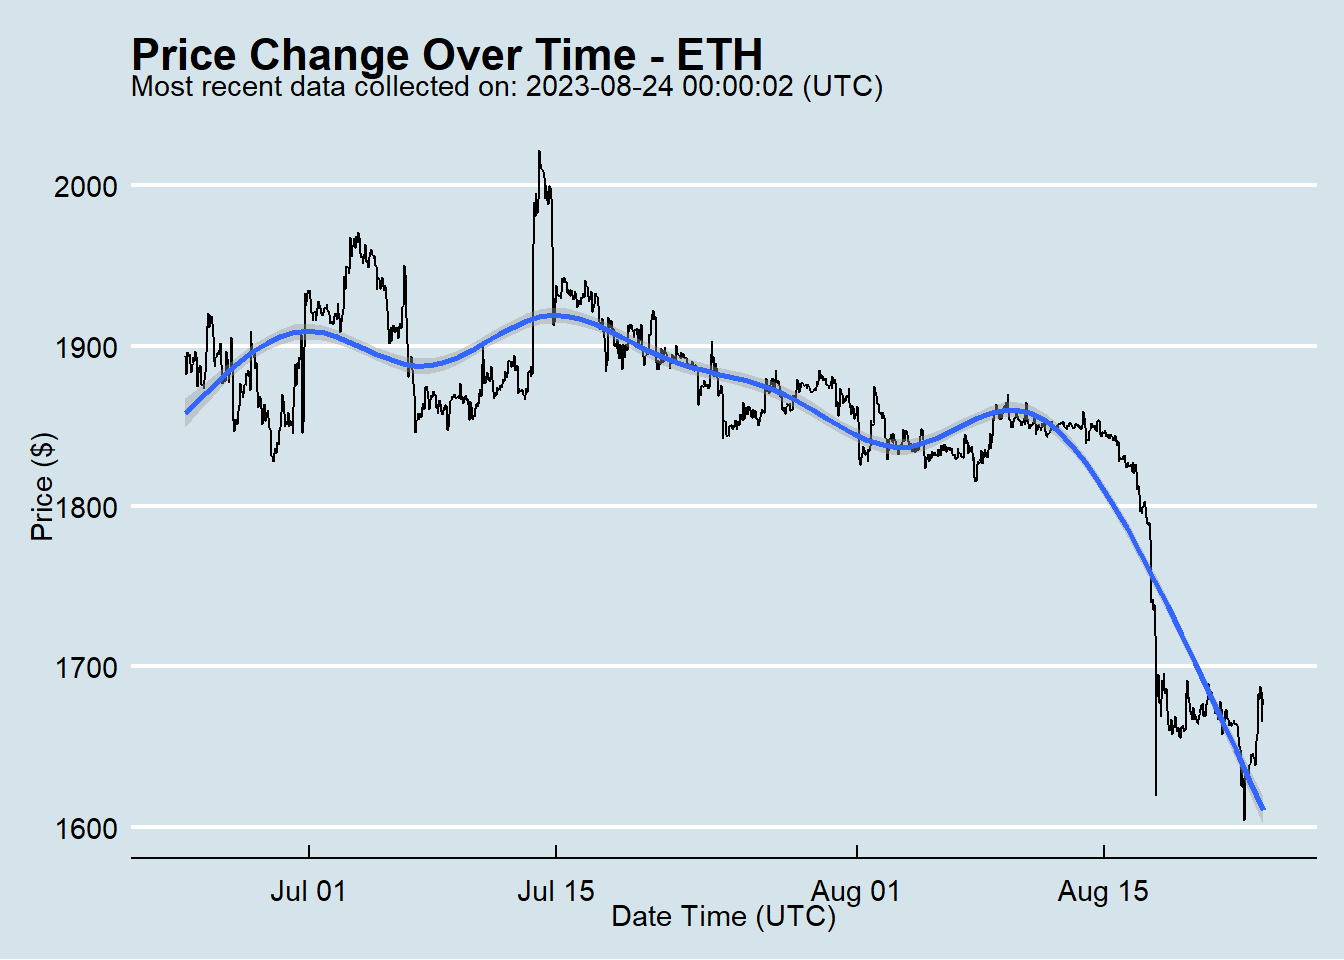 Price Change Over Time - ETH
Most recent data collected on: 2023-08-24 00:00:02 (UTC)
2000
1900
1800
1700
1600
Price ($)
Jul 01
Jul 15
Aug 01
Aug 15
Date Time (UTC)